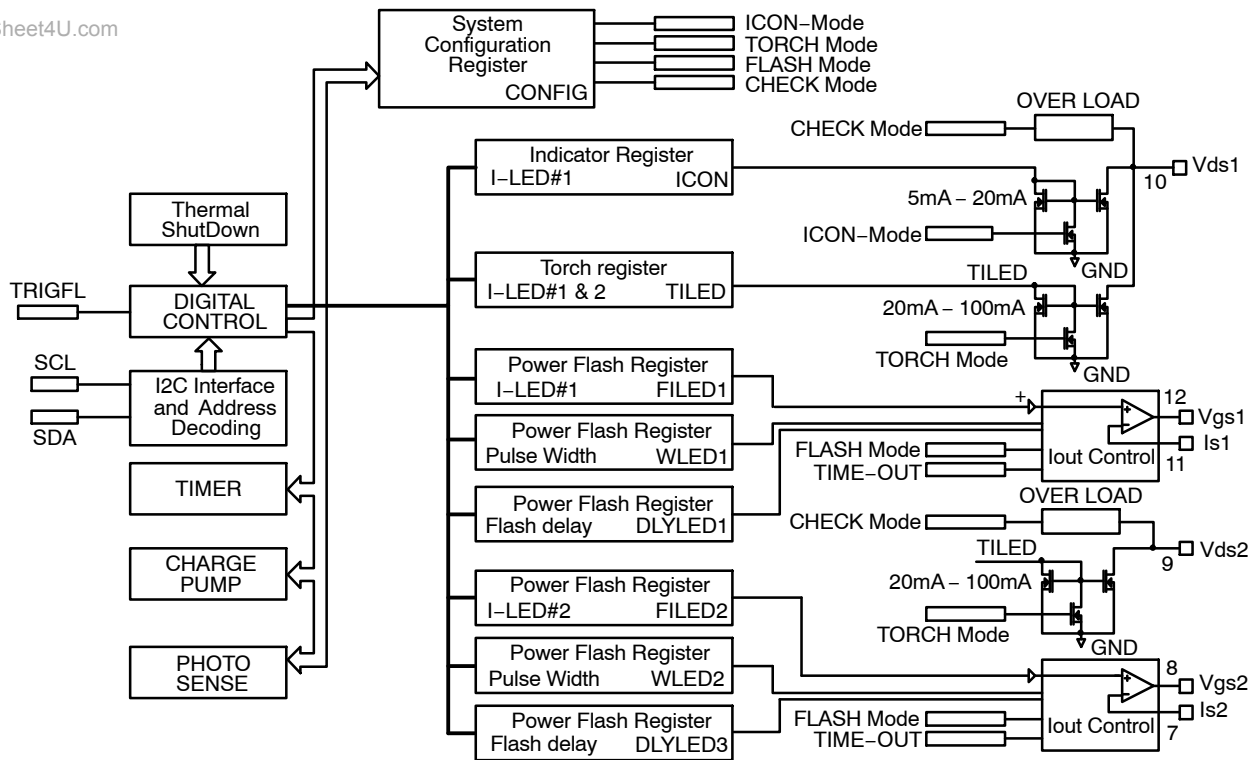 Sheet4U.com
System
Configuration
Register
CONFIG
ICON–Mode
TORCH Mode
FLASH Mode
CHECK Mode
Thermal
ShutDown
TRIGFL
DIGITAL
CONTROL
SCL
SDA
I2C Interface
and Address
Decoding
TIMER
CHARGE
PUMP
PHOTO
SENSE
Indicator Register
I–LED#1 ICON
Torch register
I–LED#1 & 2 TILED
Power Flash Register
I–LED#1 FILED1
Power Flash Register
Pulse Width WLED1
Power Flash Register
Flash delay DLYLED1
Power Flash Register
I–LED#2 FILED2
Power Flash Register
Pulse Width WLED2
Power Flash Register
Flash delay DLYLED3
OVER LOAD
CHECK Mode
Vds1
10
5mA – 20mA
ICON–Mode
GND
TILED
20mA – 100mA
TORCH Mode
GND
12
+
+
–
Vgs1
Is1
11
FLASH Mode
TIME–OUT
Iout Control
OVER LOAD
CHECK Mode
Vds2
9
TILED
20mA – 100mA
TORCH Mode
GND
8
+
–
Vgs2
Is2
7
FLASH Mode
TIME–OUT
Iout Control